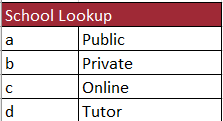 School Lookup
a Public
b Private
c Online
d Tutor